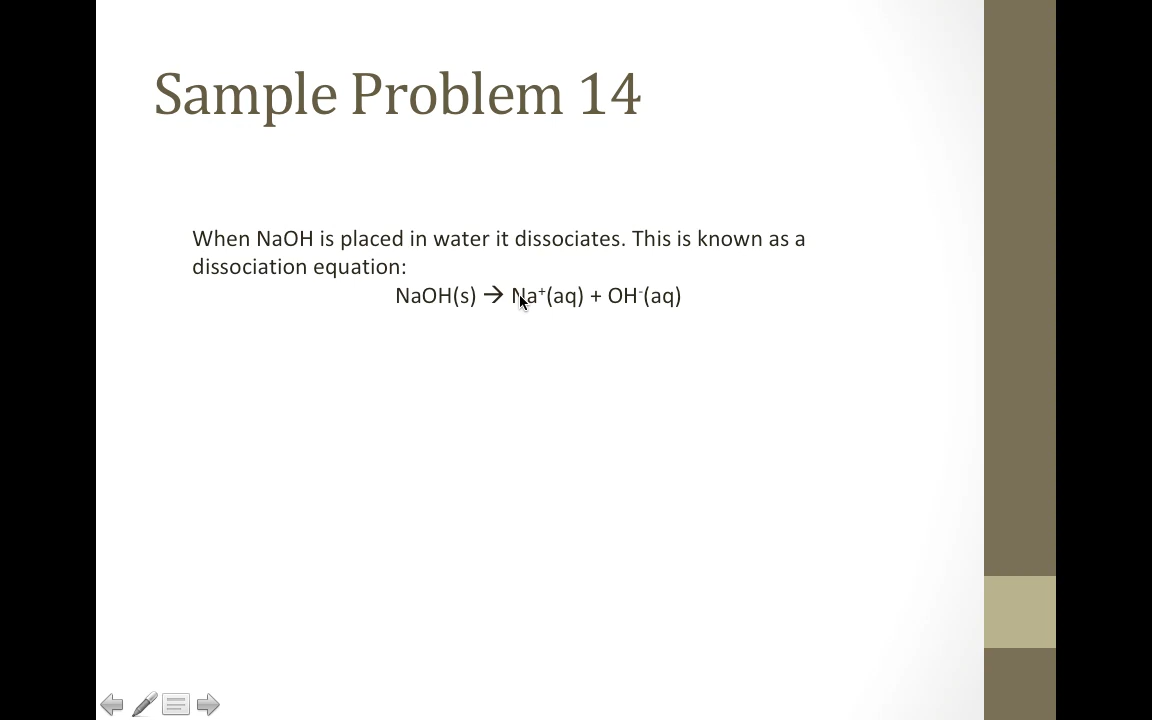 Sample Problem 14
When NaOH is placed in water it dissociates. This is known as a
dissociation equation:
NaOH(s) → Na⁺(aq) + OH⁻(aq)